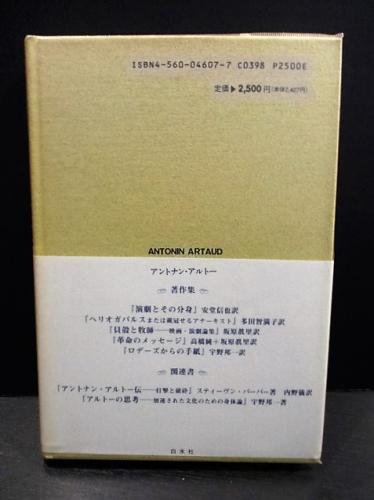 ISBN4-560-04607-7 C0398 P2500E
定価▶2,500円(本体2,427円)
ANTONIN ARTAUD
アントナン・アルトー
著作集
『演劇とその分身』安堂信也訳
『ヘリオガバルスまたは戴冠せるアナーキスト』多田智満子訳
『貝殻と牧師──映画・演劇論集』坂原眞里訳
『革命のメッセージ』高橋純+坂原眞里訳
『ロデーズからの手紙』宇野邦一訳
関連書
『アントナン・アルトー伝──打撃と破砕』スティーヴン・バーバー著 内野儀訳
『アルトーの思考──加速された文化のための身体論』宇野邦一著
白水社